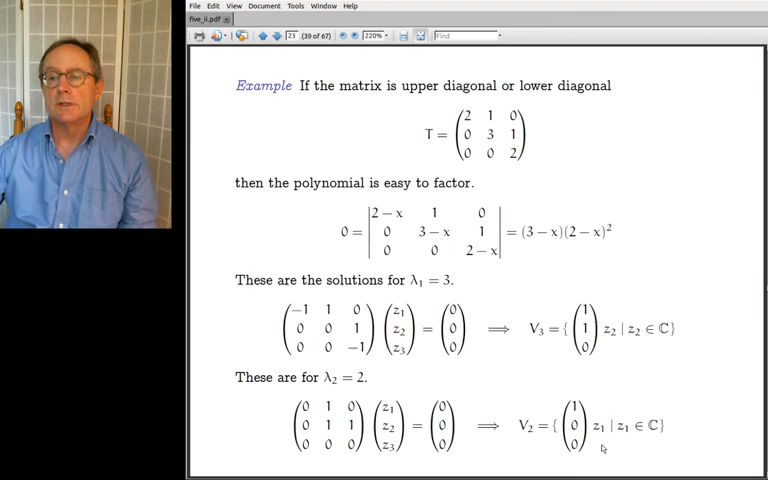 File Edit View Document Tools Window Help
five_ii.pdf
23 (39 of 67) 220% Find
Example If the matrix is upper diagonal or lower diagonal
T = (2 1 0
0 3 1
0 0 2)
then the polynomial is easy to factor.
0 = |2 − x 1 0
0 3 − x 1
0 0 2 − x| = (3 − x)(2 − x)²
These are the solutions for λ₁ = 3.
(−1 1 0
0 0 1
0 0 −1) (z₁
z₂
z₃) = (0
0
0) ⟹ V₃ = { (1
1
0) z₂ | z₂ ∈ ℂ}
These are for λ₂ = 2.
(0 1 0
0 1 1
0 0 0) (z₁
z₂
z₃) = (0
0
0) ⟹ V₂ = { (1
0
0) z₁ | z₁ ∈ ℂ}